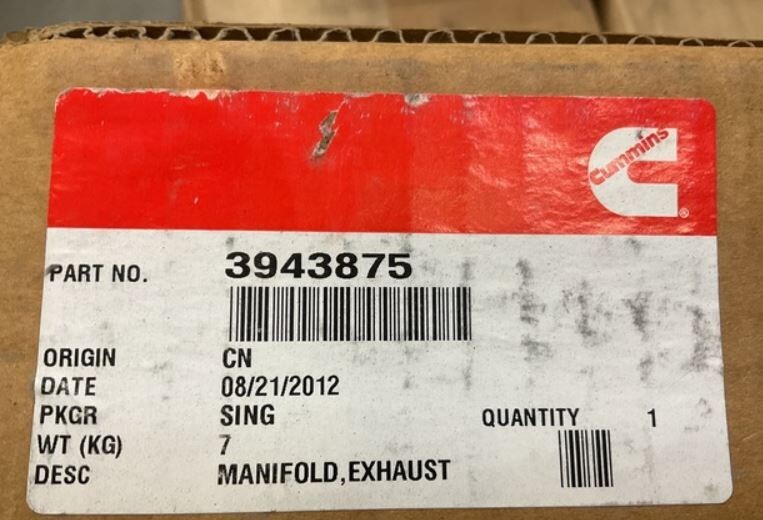 Cummins
®
PART NO. 3943875
ORIGIN CN
DATE 08/21/2012
PKGR SING QUANTITY 1
WT (KG) 7
DESC MANIFOLD,EXHAUST